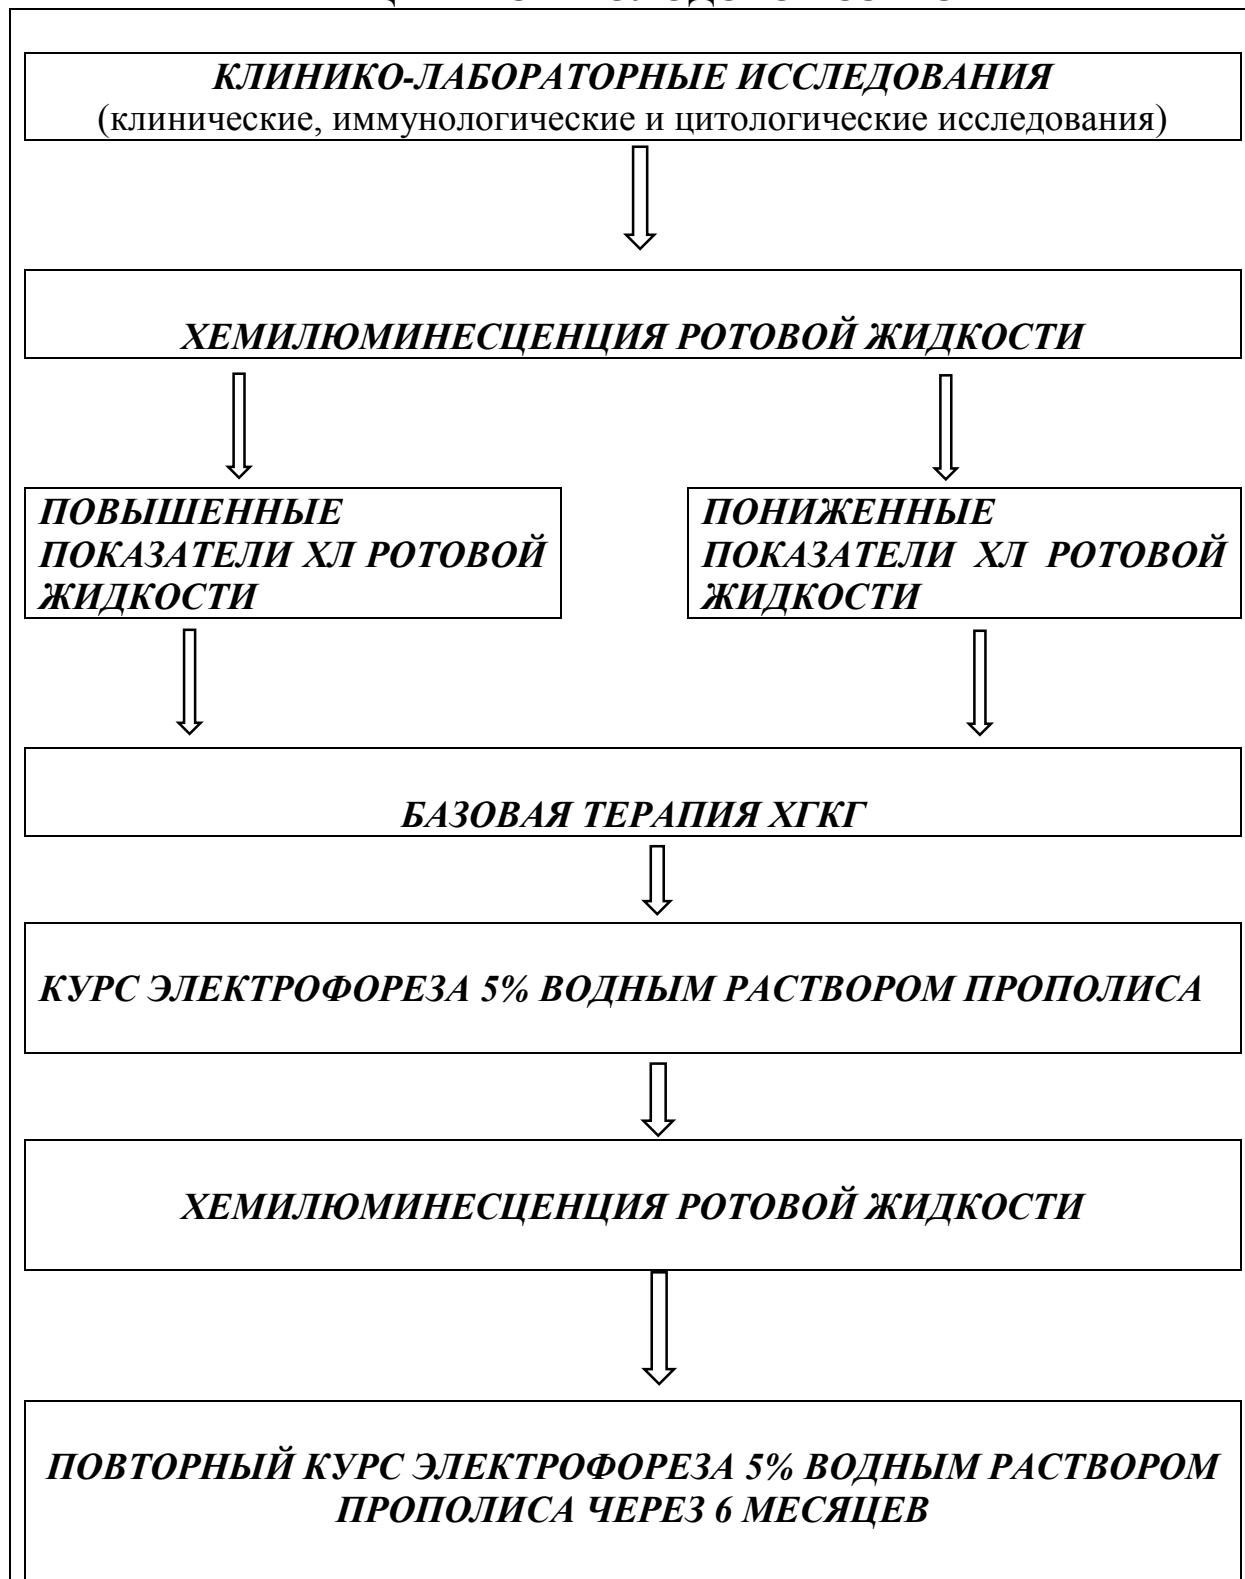 КЛИНИКО-ЛАБОРАТОРНЫЕ ИССЛЕДОВАНИЯ
(клинические, иммунологические и цитологические исследования)
ХЕМИЛЮМИНЕСЦЕНЦИЯ РОТОВОЙ ЖИДКОСТИ
ПОВЫШЕННЫЕ
ПОКАЗАТЕЛИ ХЛ РОТОВОЙ
ЖИДКОСТИ
ПОНИЖЕННЫЕ
ПОКАЗАТЕЛИ ХЛ РОТОВОЙ
ЖИДКОСТИ
БАЗОВАЯ ТЕРАПИЯ ХГКГ
КУРС ЭЛЕКТРОФОРЕЗА 5% ВОДНЫМ РАСТВОРОМ ПРОПОЛИСА
ХЕМИЛЮМИНЕСЦЕНЦИЯ РОТОВОЙ ЖИДКОСТИ
ПОВТОРНЫЙ КУРС ЭЛЕКТРОФОРЕЗА 5% ВОДНЫМ РАСТВОРОМ
ПРОПОЛИСА ЧЕРЕЗ 6 МЕСЯЦЕВ